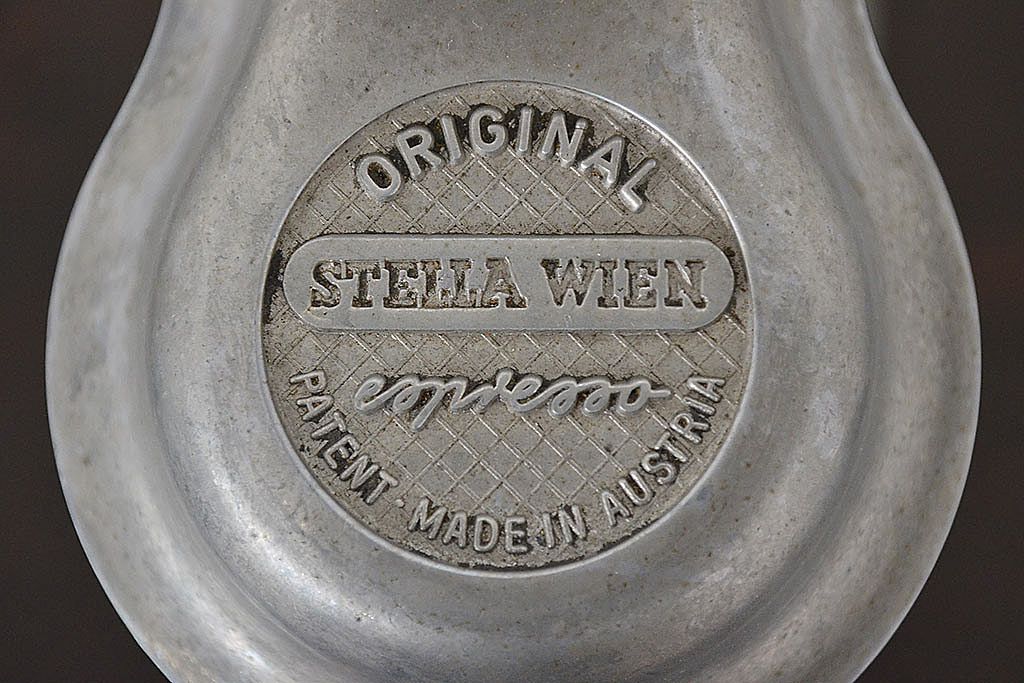 ORIGINAL
STELLA WIEN
espresso
PATENT · MADE IN AUSTRIA